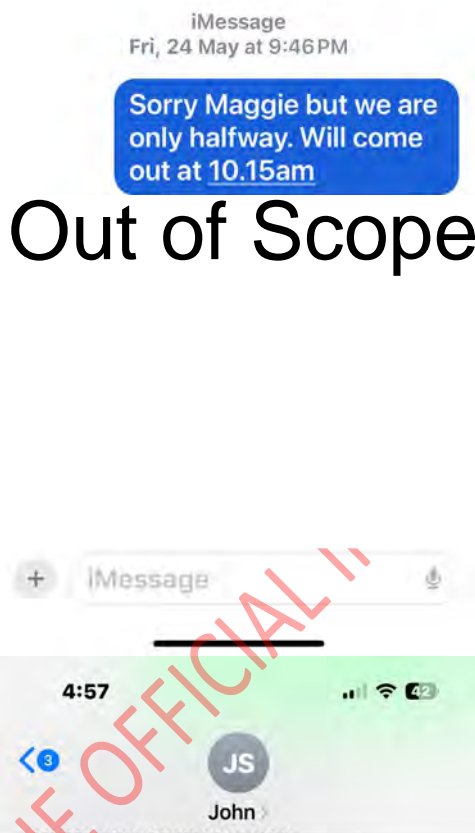 iMessage
Fri, 24 May at 9:46 PM
Sorry Maggie but we are
only halfway. Will come
out at 10.15am
Out of Scope
iMessage
4:57
42
3
JS
John
OFFICIAL